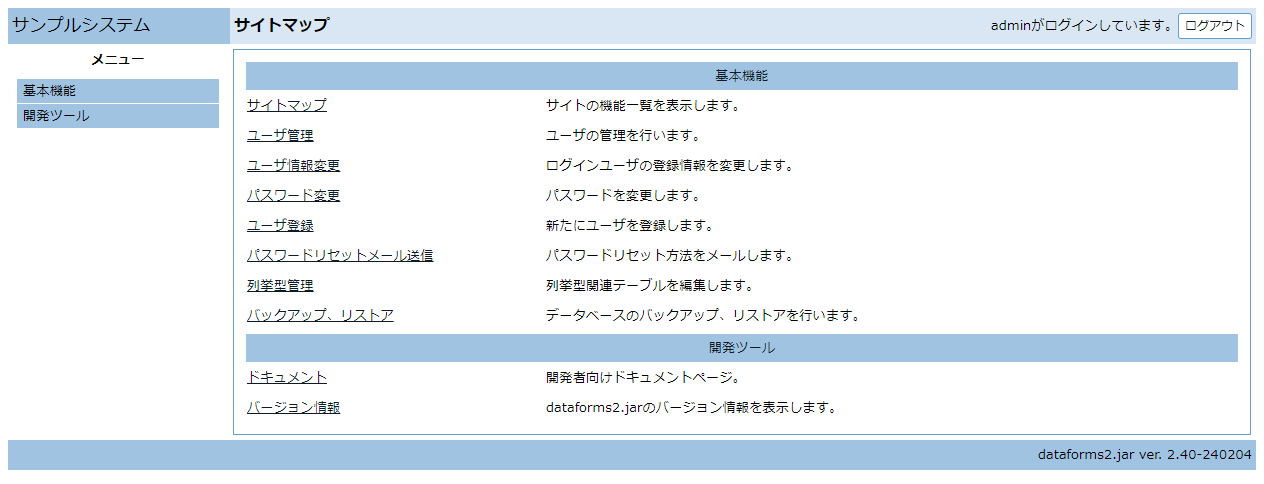 サンプルシステム サイトマップ adminがログインしています。 ログアウト
メニュー
基本機能
開発ツール
基本機能
サイトマップ サイトの機能一覧を表示します。
ユーザ管理 ユーザの管理を行います。
ユーザ情報変更 ログインユーザの登録情報を変更します。
パスワード変更 パスワードを変更します。
ユーザ登録 新たにユーザを登録します。
パスワードリセットメール送信 パスワードリセット方法をメールします。
列挙型管理 列挙型関連テーブルを編集します。
バックアップ、リストア データベースのバックアップ、リストアを行います。
開発ツール
ドキュメント 開発者向けドキュメントページ。
バージョン情報 dataforms2.jarのバージョン情報を表示します。
dataforms2.jar ver. 2.40-240204